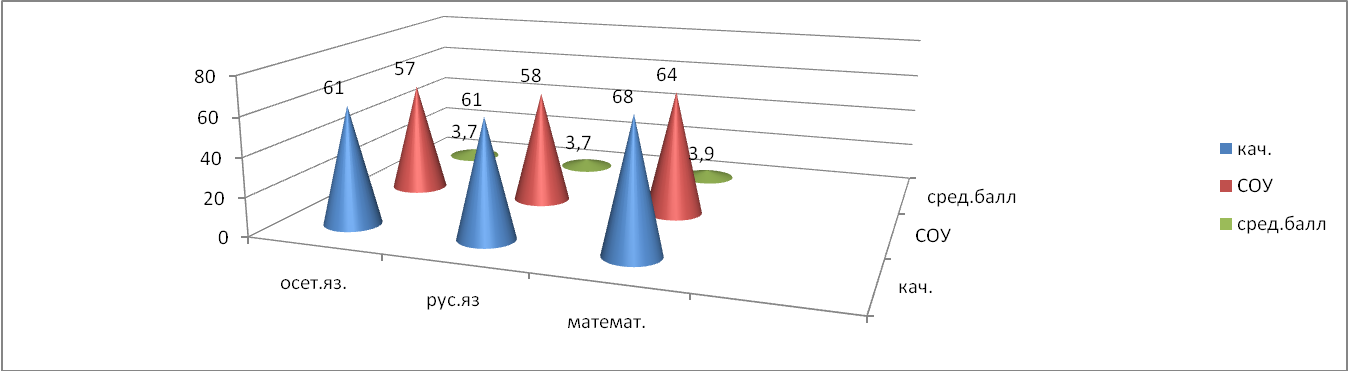 80
60
40
20
0
61
57
61
58
68
64
3,7
3,7
3,9
осет.яз.
рус.яз
математ.
сред.балл
СОУ
кач.
кач.
СОУ
сред.балл